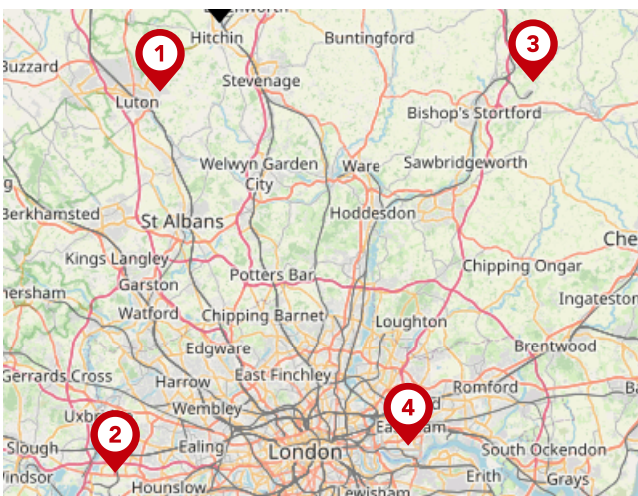 Hitchin
Buntingford
1
3
Buzzard
Stevenage
Luton
Bishop's Stortford
Welwyn Garden
City
Ware
Sawbridgeworth
Berkhamsted
St Albans
Hoddesdon
Kings Langley
Potters Bar
Chipping Ongar
Garston
Watford
Chipping Barnet
Loughton
Edgware
Brentwood
Gerrards Cross
Harrow
East Finchley
Romford
Wembley
4
2
Slough
Ealing
London
South Ockendon
Hounslow
Erith
Grays
Lewisham